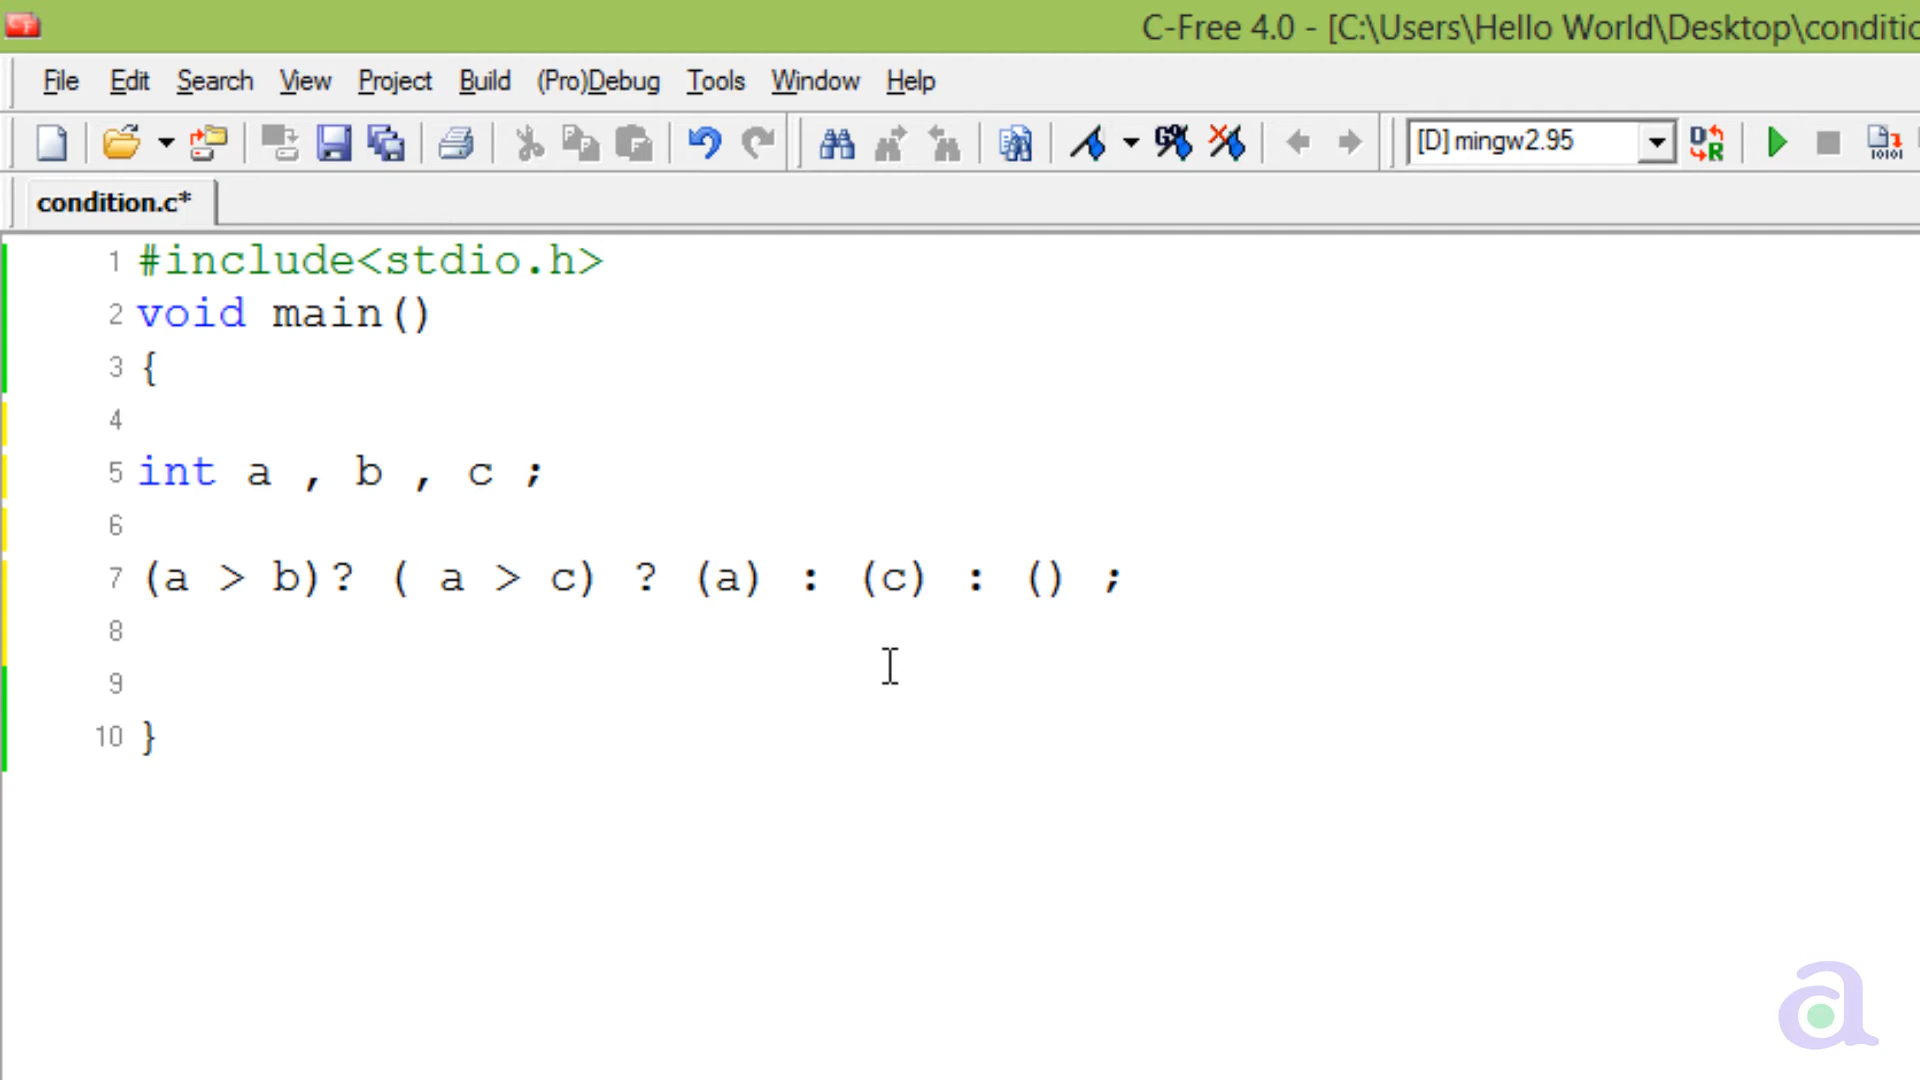 C-Free 4.0 - [C:\Users\Hello World\Desktop\conditio
File Edit Search View Project Build (Pro)Debug Tools Window Help
[D] mingw2.95
condition.c*
1 #include<stdio.h>
2 void main()
3 {
4
5 int a , b , c ;
6
7 (a > b)? ( a > c) ? (a) : (c) : () ;
8
9
10 }
a